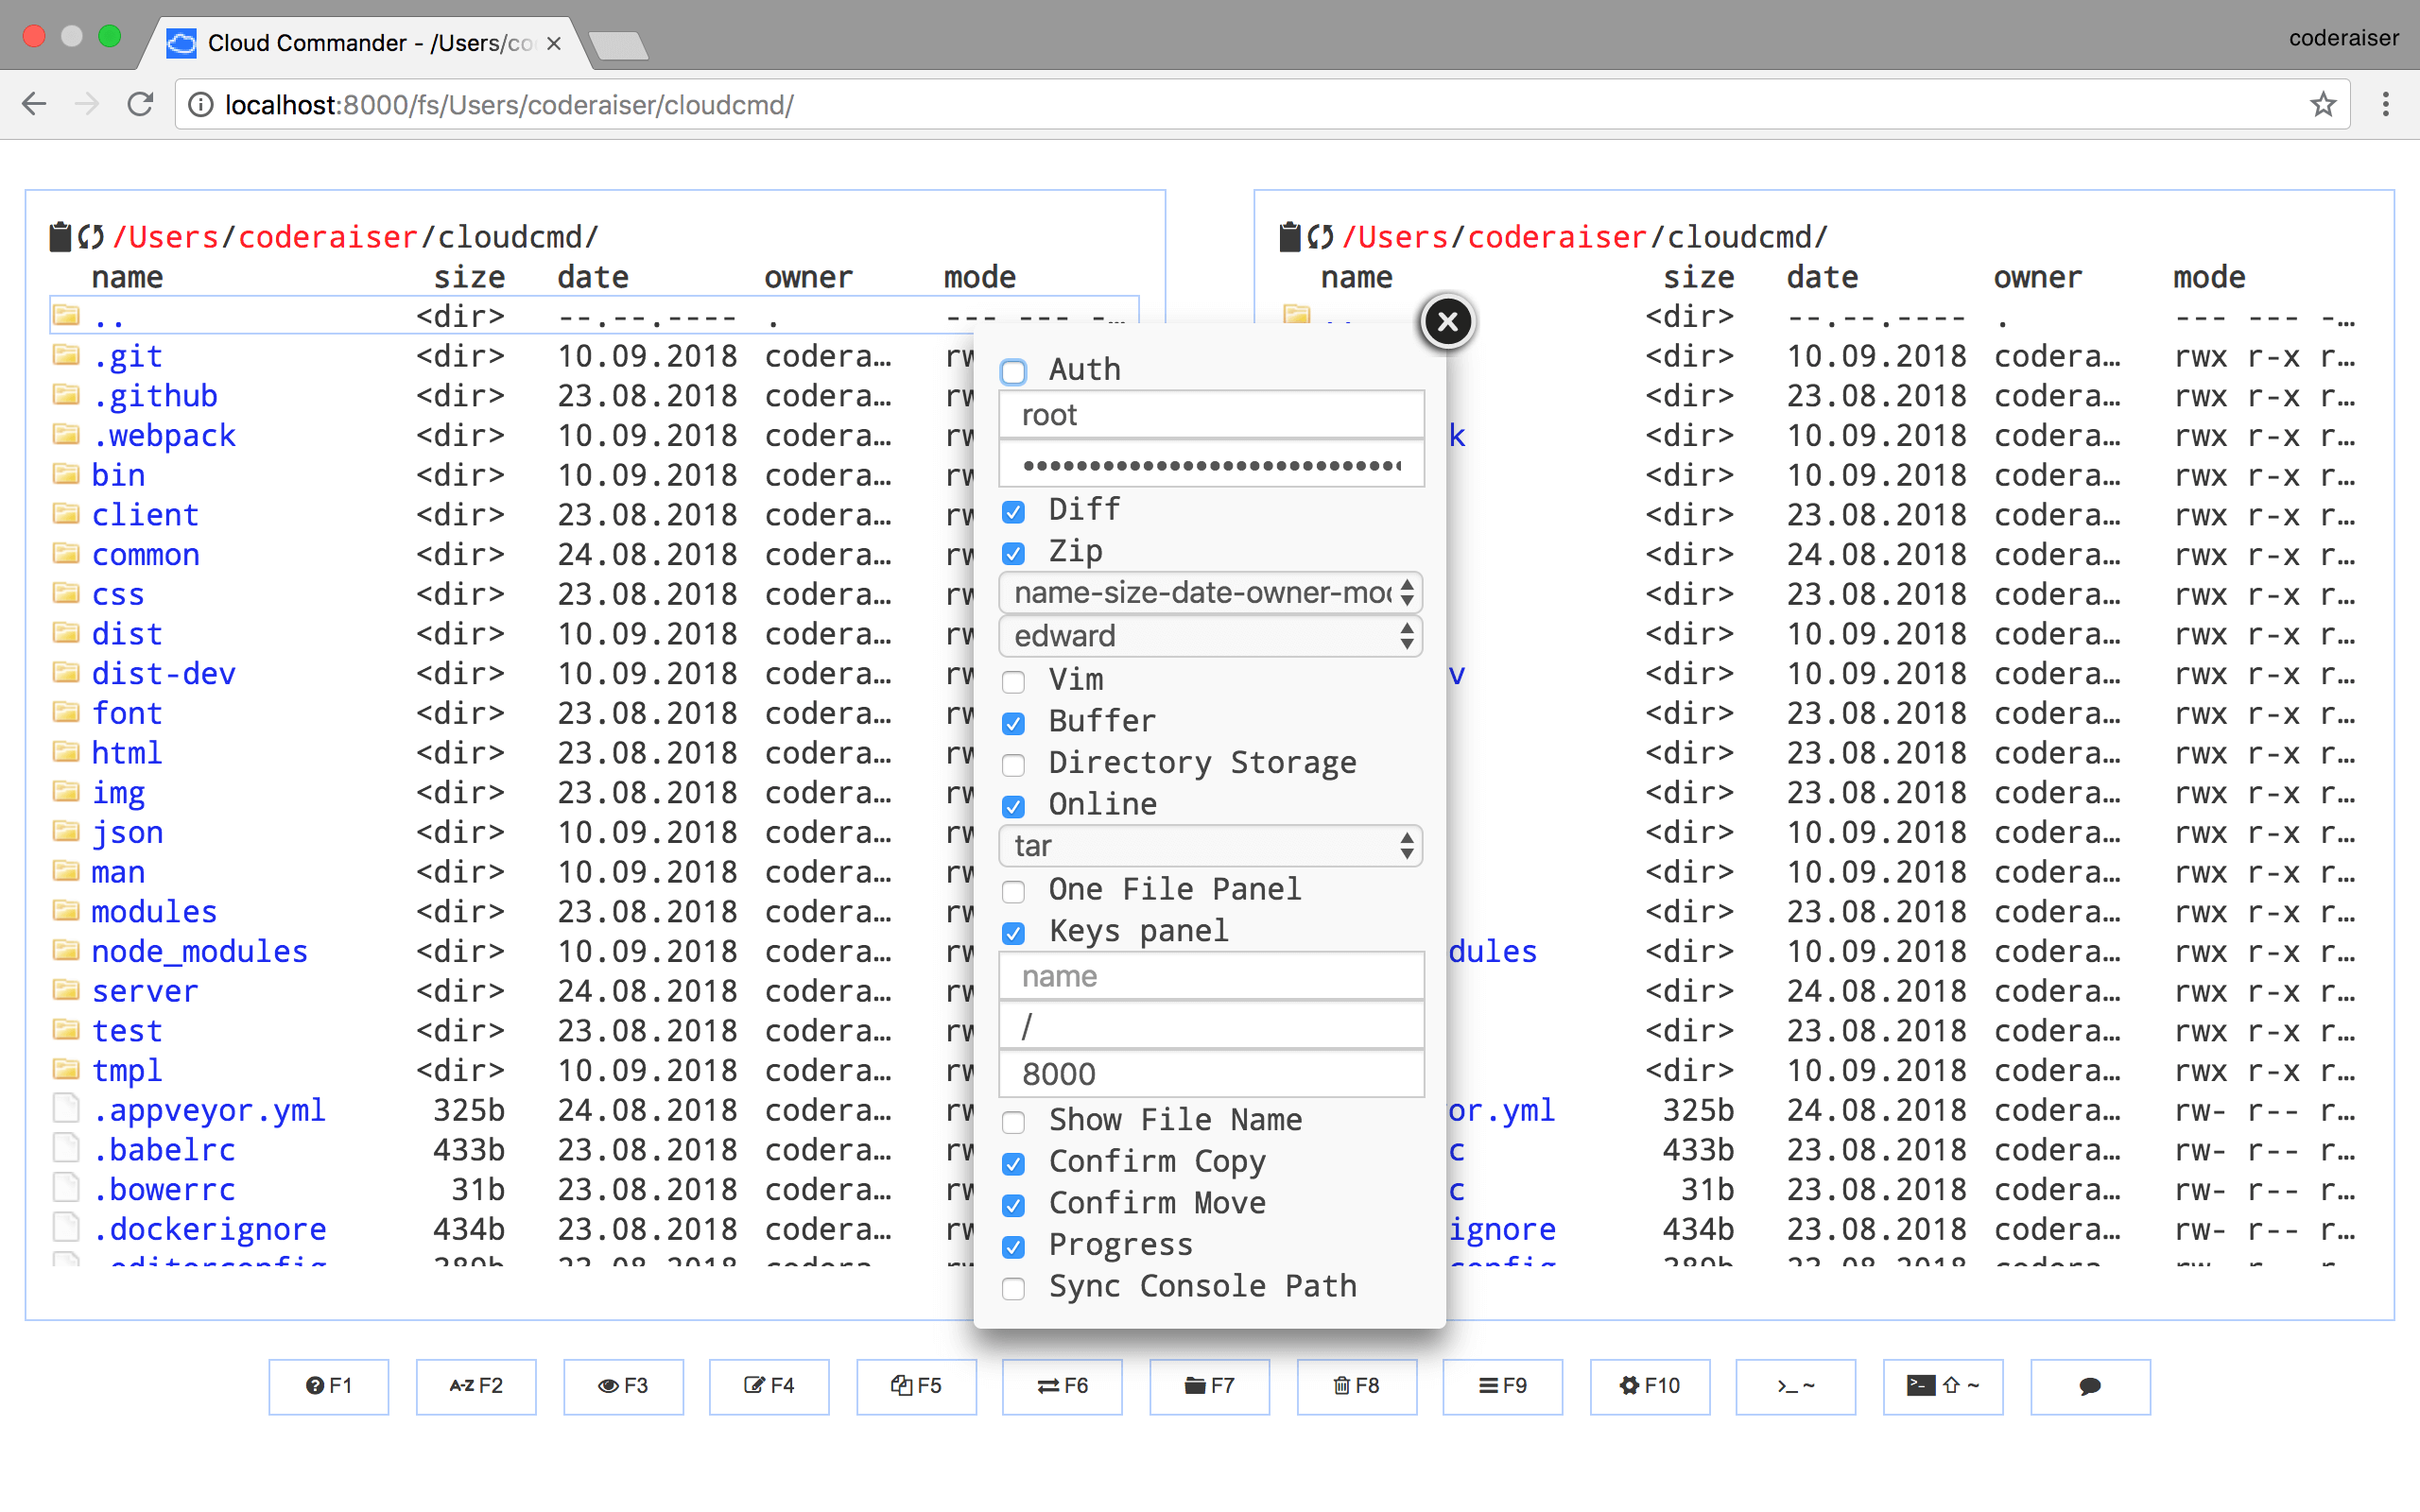 Cloud Commander - /Users/co
coderaiser
localhost:8000/fs/Users/coderaiser/cloudcmd/
/Users/coderaiser/cloudcmd/
name size date owner mode
.. <dir> --.--.---- . --- --- -…
.git <dir> 10.09.2018 codera… rw
.github <dir> 23.08.2018 codera… rw
.webpack <dir> 10.09.2018 codera… rw
bin <dir> 10.09.2018 codera… rw
client <dir> 23.08.2018 codera… rw
common <dir> 24.08.2018 codera… rw
css <dir> 23.08.2018 codera… rw
dist <dir> 10.09.2018 codera… rw
dist-dev <dir> 10.09.2018 codera… rw
font <dir> 23.08.2018 codera… rw
html <dir> 23.08.2018 codera… rw
img <dir> 23.08.2018 codera… rw
json <dir> 10.09.2018 codera… rw
man <dir> 10.09.2018 codera… rw
modules <dir> 23.08.2018 codera… rw
node_modules <dir> 10.09.2018 codera… rw
server <dir> 24.08.2018 codera… rw
test <dir> 23.08.2018 codera… rw
tmpl <dir> 10.09.2018 codera… rw
.appveyor.yml 325b 24.08.2018 codera… rw
.babelrc 433b 23.08.2018 codera… rw
.bowerrc 31b 23.08.2018 codera… rw
.dockerignore 434b 23.08.2018 codera… rw
Auth
root
••••••••••••••••••••••••••••
Diff
Zip
name-size-date-owner-mod
edward
Vim
Buffer
Directory Storage
Online
tar
One File Panel
Keys panel
name
/
8000
Show File Name
Confirm Copy
Confirm Move
Progress
Sync Console Path
/Users/coderaiser/cloudcmd/
name size date owner mode
.. <dir> --.--.---- . --- --- -…
<dir> 10.09.2018 codera… rwx r-x r…
<dir> 23.08.2018 codera… rwx r-x r…
k <dir> 10.09.2018 codera… rwx r-x r…
<dir> 10.09.2018 codera… rwx r-x r…
<dir> 23.08.2018 codera… rwx r-x r…
<dir> 24.08.2018 codera… rwx r-x r…
<dir> 23.08.2018 codera… rwx r-x r…
<dir> 10.09.2018 codera… rwx r-x r…
v <dir> 10.09.2018 codera… rwx r-x r…
<dir> 23.08.2018 codera… rwx r-x r…
<dir> 23.08.2018 codera… rwx r-x r…
<dir> 23.08.2018 codera… rwx r-x r…
<dir> 10.09.2018 codera… rwx r-x r…
<dir> 10.09.2018 codera… rwx r-x r…
<dir> 23.08.2018 codera… rwx r-x r…
dules <dir> 10.09.2018 codera… rwx r-x r…
<dir> 24.08.2018 codera… rwx r-x r…
<dir> 23.08.2018 codera… rwx r-x r…
<dir> 10.09.2018 codera… rwx r-x r…
or.yml 325b 24.08.2018 codera… rw- r-- r…
c 433b 23.08.2018 codera… rw- r-- r…
c 31b 23.08.2018 codera… rw- r-- r…
ignore 434b 23.08.2018 codera… rw- r-- r…
F1
A-Z F2
F3
F4
F5
F6
F7
F8
F9
F10
>_ ~
>_ ⇧ ~